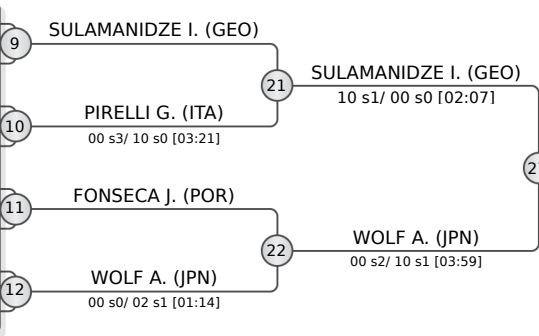 SULAMANIDZE I. (GEO)
9
21
SULAMANIDZE I. (GEO)
10 s1/ 00 s0 [02:07]
PIRELLI G. (ITA)
10
00 s3/ 10 s0 [03:21]
FONSECA J. (POR)
11
22
WOLF A. (JPN)
00 s2/ 10 s1 [03:59]
WOLF A. (JPN)
12
00 s0/ 02 s1 [01:14]